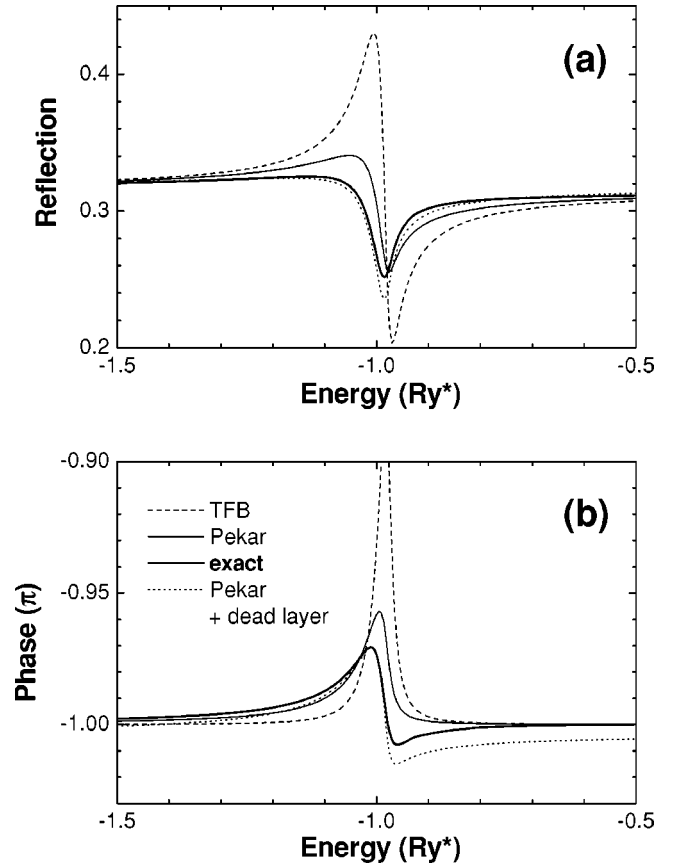 (a)
0.4
0.3
0.2
Reflection
-1.5
-1.0
-0.5
Energy (Ry*)
(b)
-0.90
-0.95
-1.00
Phase (π)
TFB
Pekar
exact
Pekar
+ dead layer
-1.5
-1.0
-0.5
Energy (Ry*)